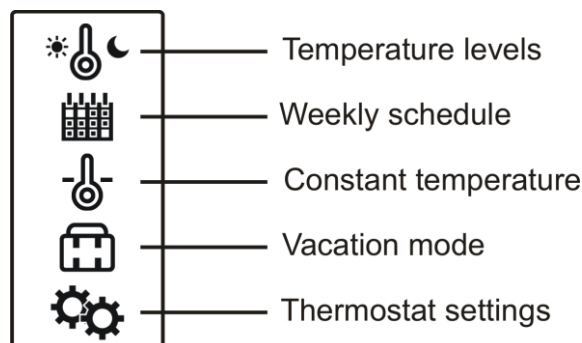 Temperature levels
Weekly schedule
Constant temperature
Vacation mode
Thermostat settings